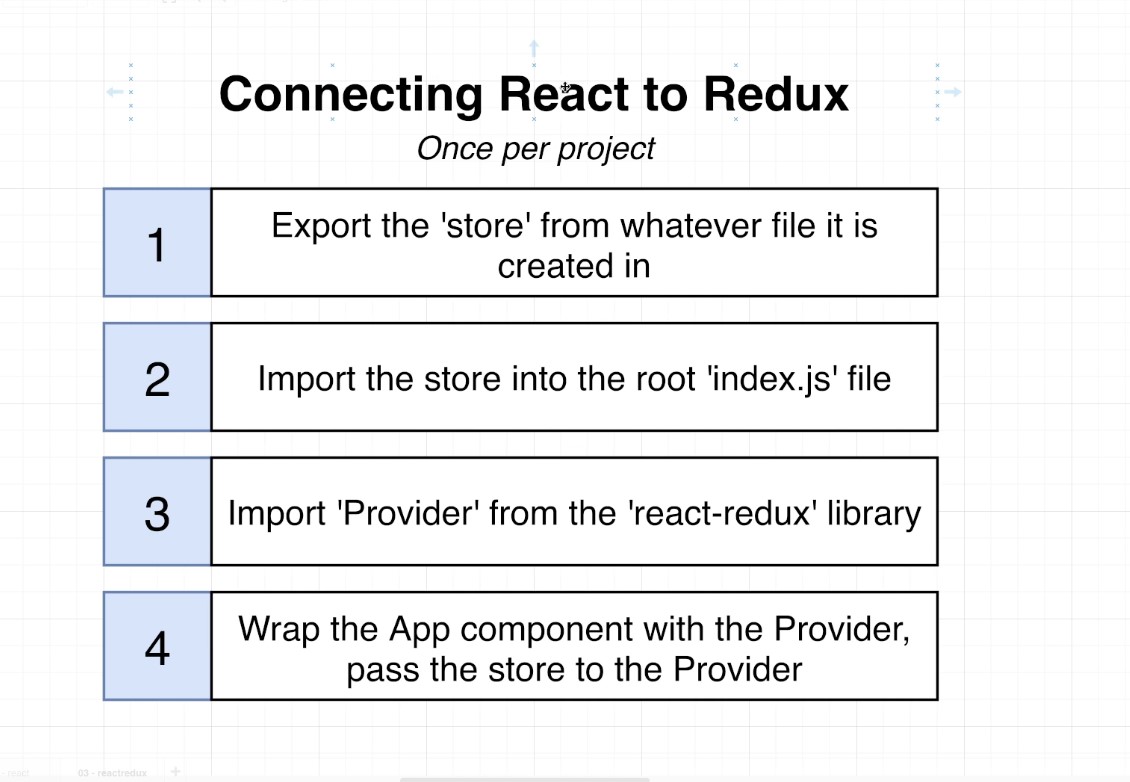 Connecting React to Redux
Once per project
1
Export the 'store' from whatever file it is
created in
2
Import the store into the root 'index.js' file
3
Import 'Provider' from the 'react-redux' library
4
Wrap the App component with the Provider,
pass the store to the Provider
react
03 - reactredux